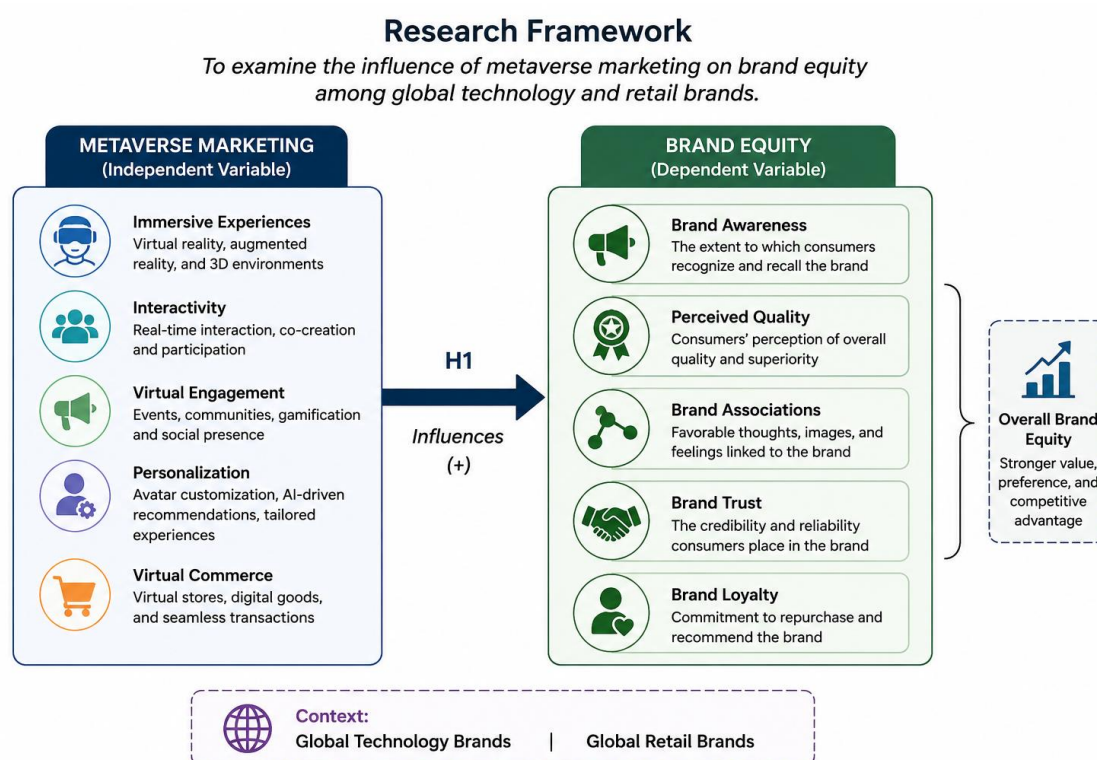 Research Framework
To examine the influence of metaverse marketing on brand equity
among global technology and retail brands.
METAVERSE MARKETING
(Independent Variable)
Immersive Experiences
Virtual reality, augmented
reality, and 3D environments
Interactivity
Real-time interaction, co-creation
and participation
Virtual Engagement
Events, communities, gamification
and social presence
Personalization
Avatar customization, AI-driven
recommendations, tailored
experiences
Virtual Commerce
Virtual stores, digital goods,
and seamless transactions
H1
Influences
(+)
BRAND EQUITY
(Dependent Variable)
Brand Awareness
The extent to which consumers
recognize and recall the brand
Perceived Quality
Consumers' perception of overall
quality and superiority
Brand Associations
Favorable thoughts, images, and
feelings linked to the brand
Brand Trust
The credibility and reliability
consumers place in the brand
Brand Loyalty
Commitment to repurchase and
recommend the brand
Overall Brand
Equity
Stronger value,
preference, and
competitive
advantage
Context:
Global Technology Brands | Global Retail Brands